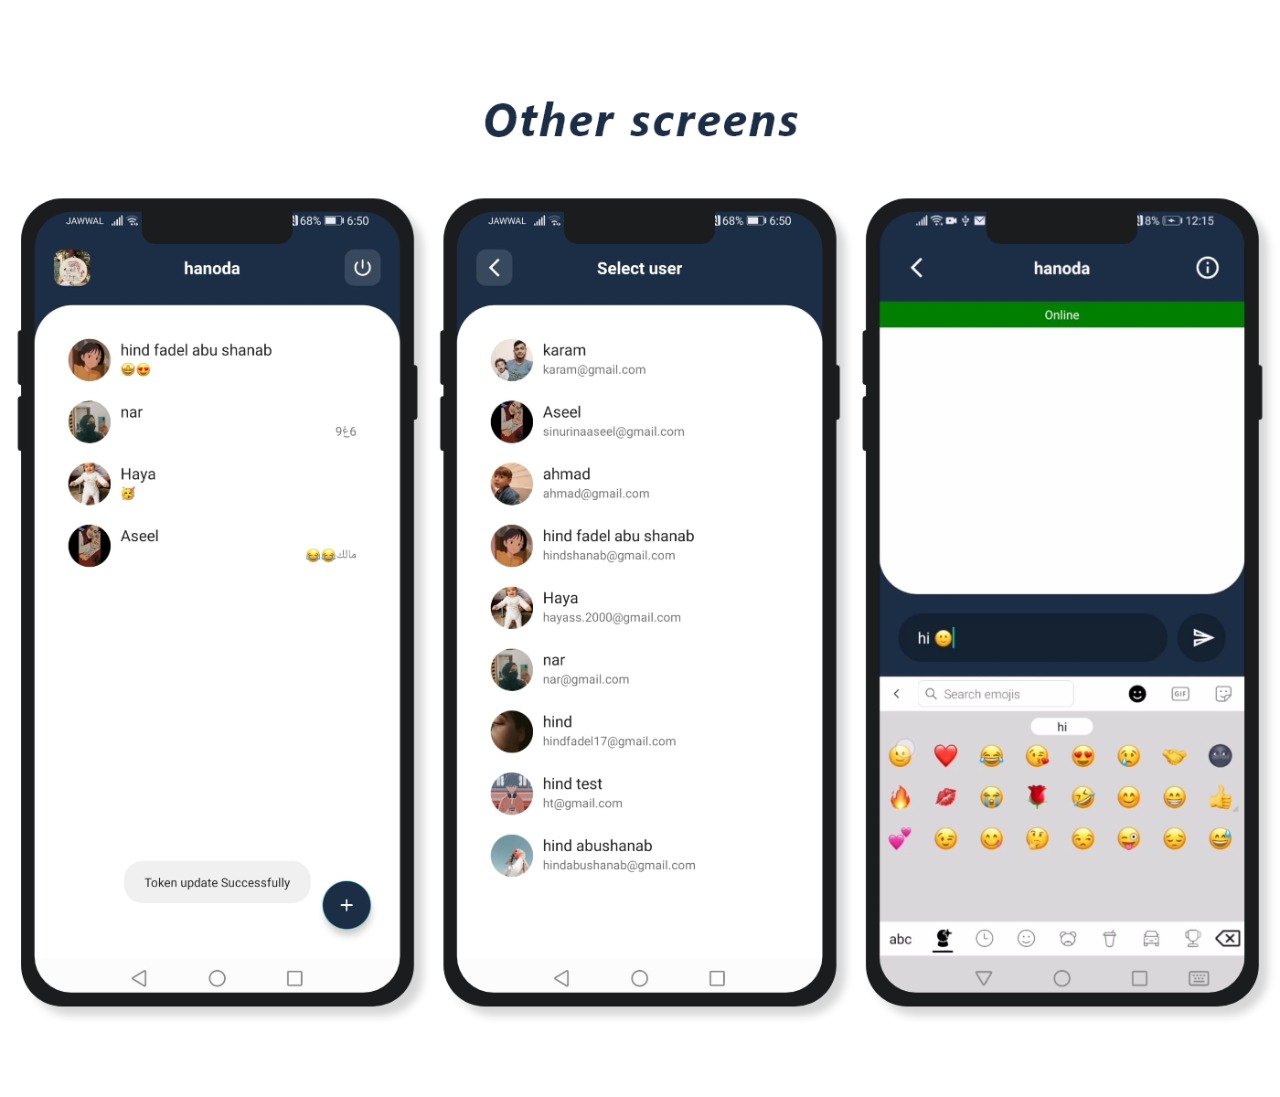 Other screens
JAWWAL 68% 6:50
hanoda
hind fadel abu shanab
🤩😍
nar
9غ6
Haya
🥳
Aseel
مالك😂😂
Token update Successfully
+
JAWWAL 68% 6:50
Select user
karam
karam@gmail.com
Aseel
sinurinaaseel@gmail.com
ahmad
ahmad@gmail.com
hind fadel abu shanab
hindshanab@gmail.com
Haya
hayass.2000@gmail.com
nar
nar@gmail.com
hind
hindfadel17@gmail.com
hind test
ht@gmail.com
hind abushanab
hindabushanab@gmail.com
8% 12:15
hanoda
Online
hi 🙂
Search emojis
GIF
hi
abc